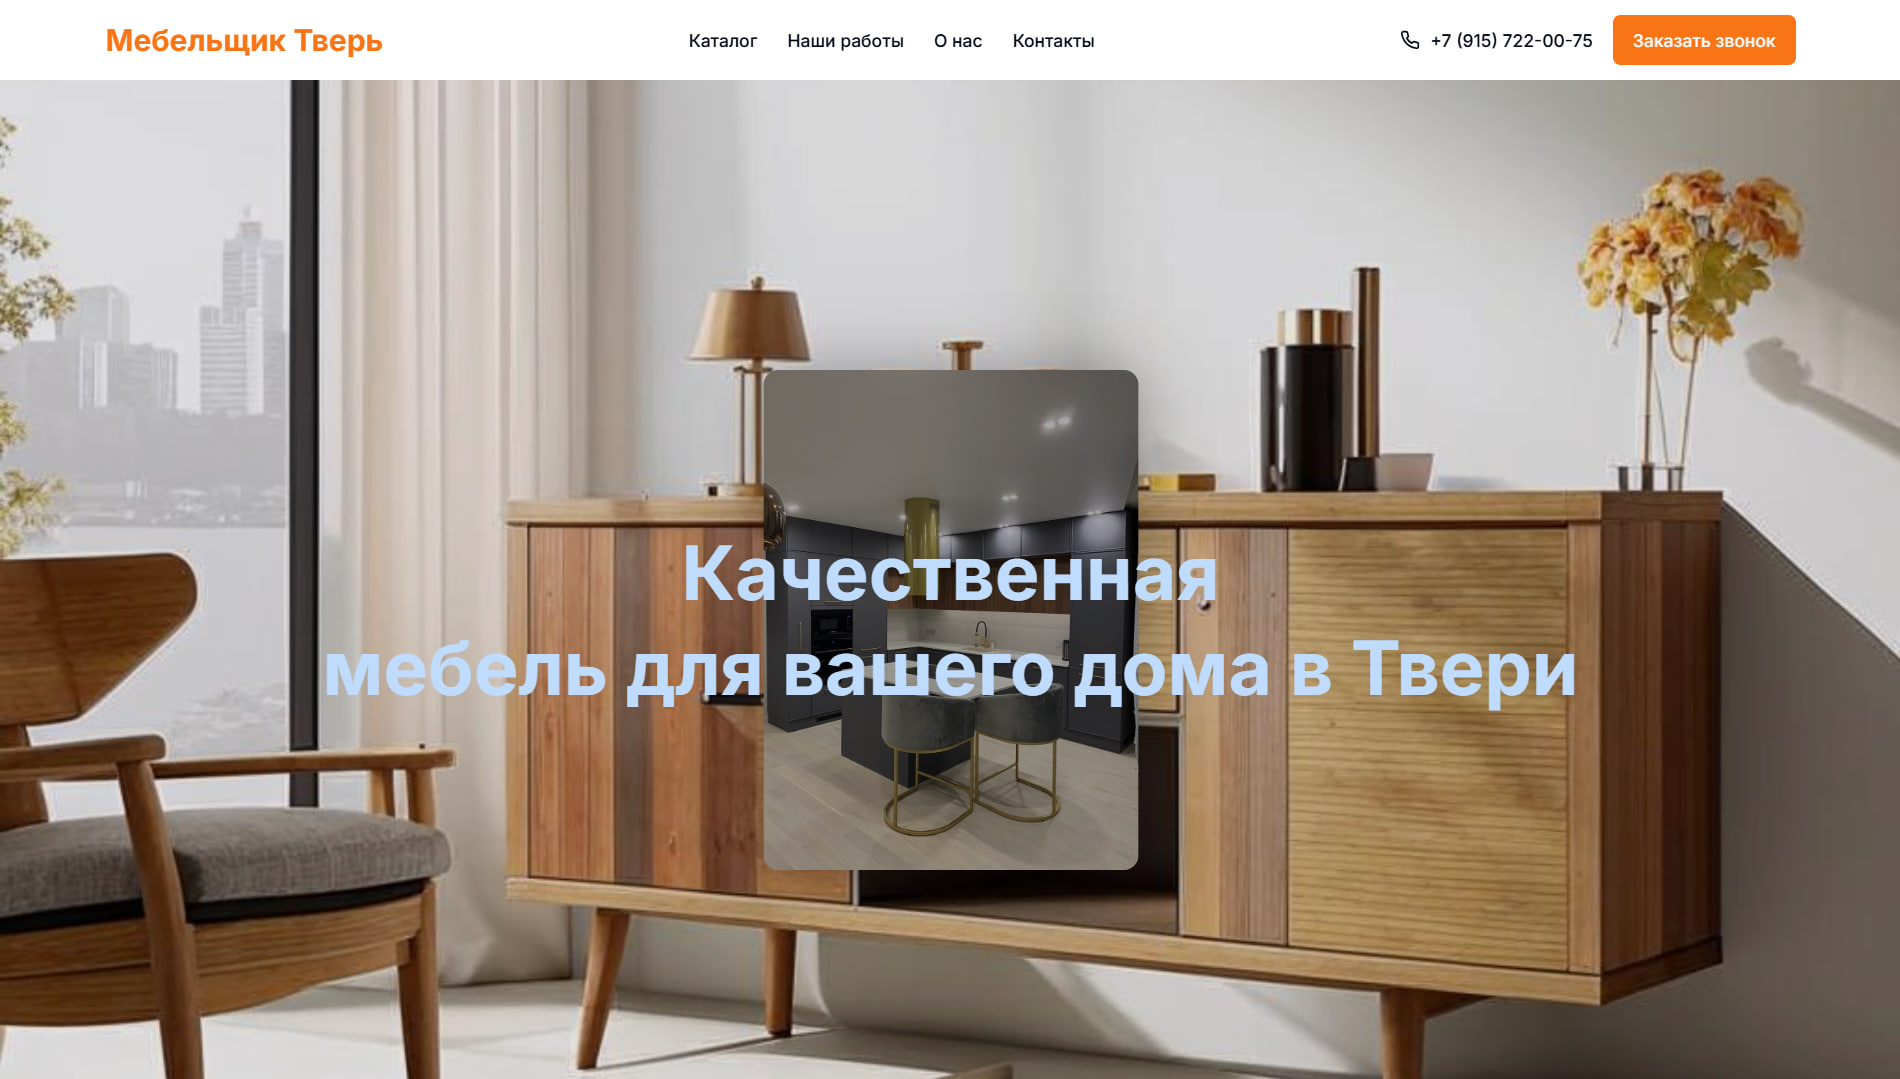 Мебельщик Тверь
Каталог
Наши работы
О нас
Контакты
+7 (915) 722-00-75
Заказать звонок
Качественная
мебель для вашего дома в Твери